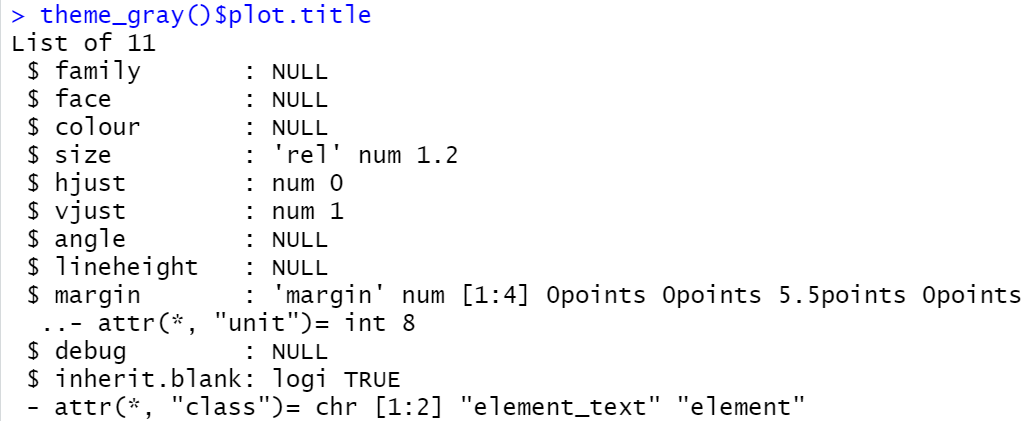 > theme_gray()$plot.title
List of 11
 $ family       : NULL
 $ face         : NULL
 $ colour       : NULL
 $ size         : 'rel' num 1.2
 $ hjust        : num 0
 $ vjust        : num 1
 $ angle        : NULL
 $ lineheight   : NULL
 $ margin       : 'margin' num [1:4] 0points 0points 5.5points 0points
  ..- attr(*, "unit")= int 8
 $ debug        : NULL
 $ inherit.blank: logi TRUE
 - attr(*, "class")= chr [1:2] "element_text" "element"